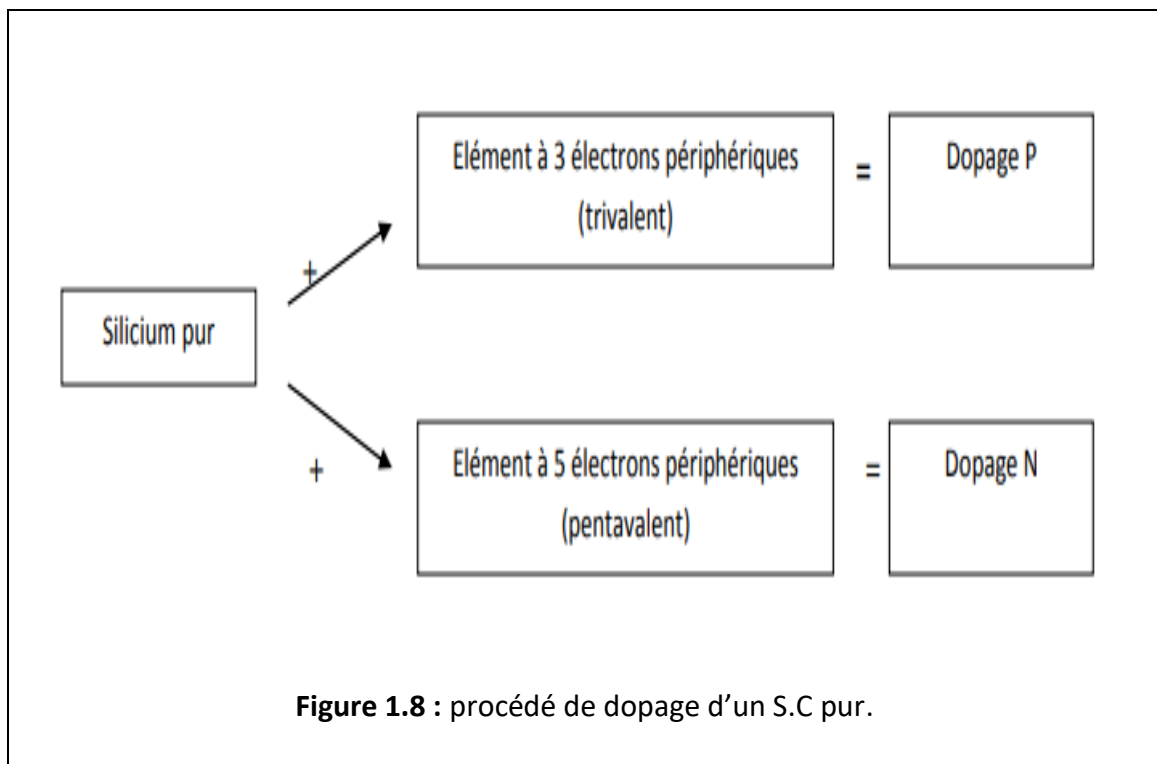 Elément à 3 électrons périphériques
(trivalent)
=
Dopage P
+
Silicium pur
+
Elément à 5 électrons périphériques
(pentavalent)
=
Dopage N
Figure 1.8 : procédé de dopage d’un S.C pur.